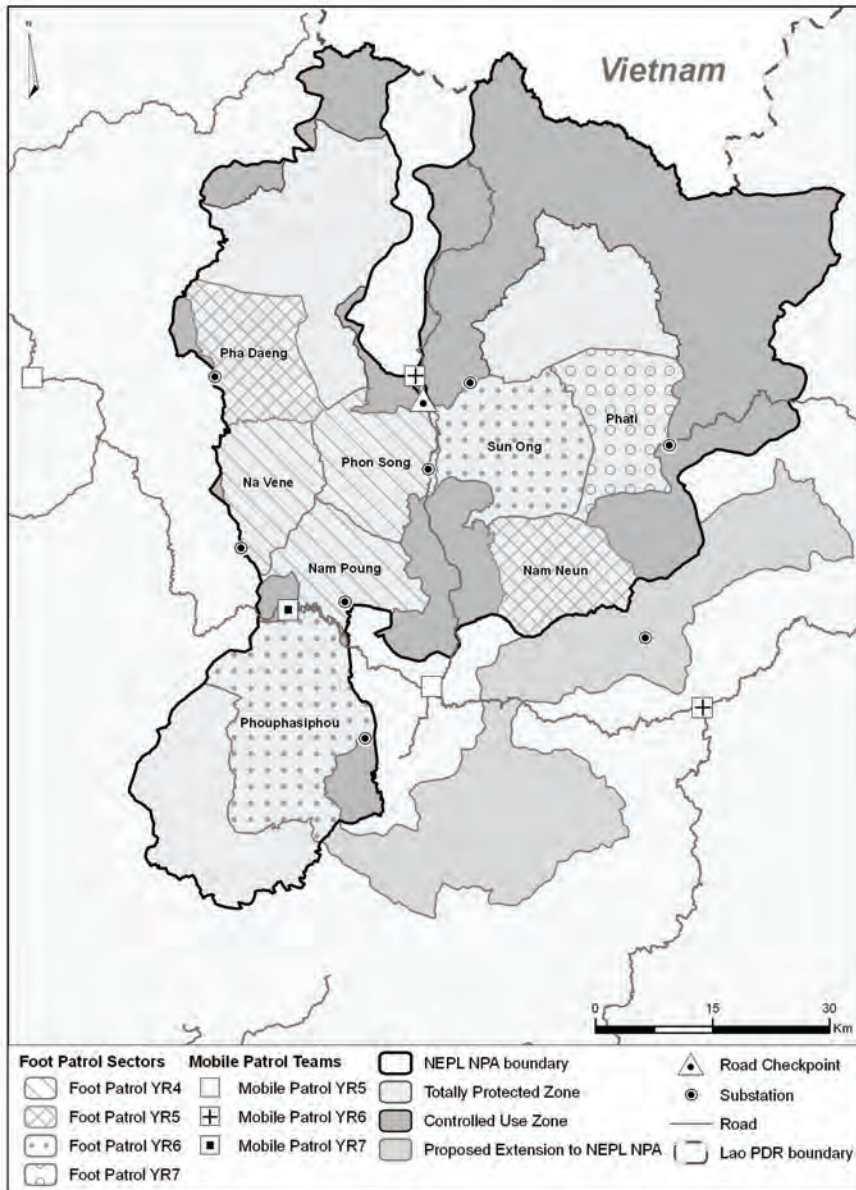 N
Vietnam
Pha Daeng
Phati
Sun Ong
Phon Song
Na Vene
Nam Poung
Nam Neun
Phouphasiphou
0 15 30
Km
Foot Patrol Sectors
Foot Patrol YR4
Foot Patrol YR5
Foot Patrol YR6
Foot Patrol YR7
Mobile Patrol Teams
Mobile Patrol YR5
Mobile Patrol YR6
Mobile Patrol YR7
NEPL NPA boundary
Totally Protected Zone
Controlled Use Zone
Proposed Extension to NEPL NPA
Road Checkpoint
Substation
Road
Lao PDR boundary